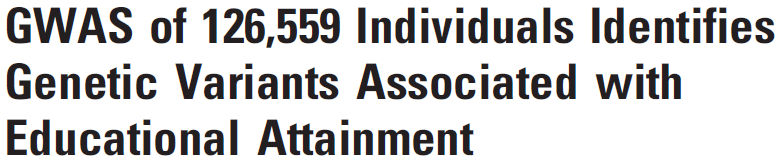 GWAS of 126,559 Individuals Identifies
Genetic Variants Associated with
Educational Attainment